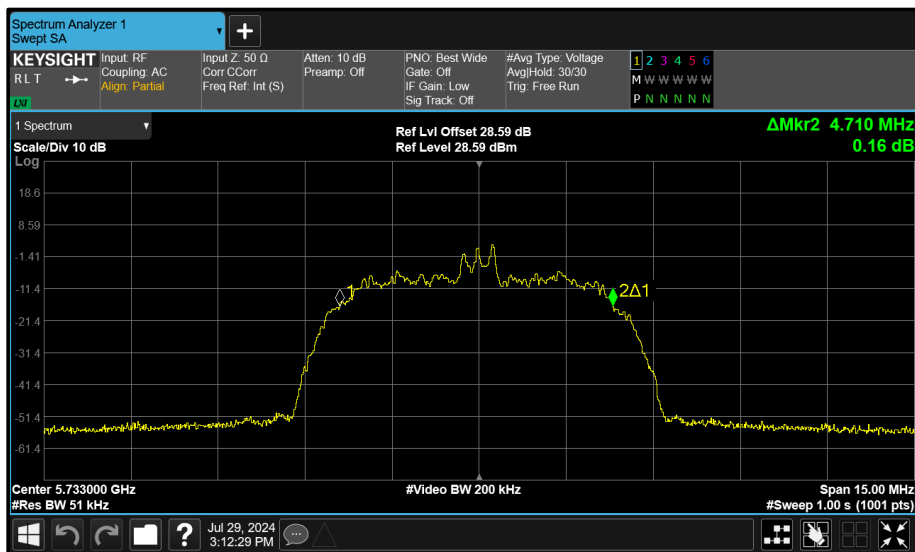 Spectrum Analyzer 1
Swept SA
KEYSIGHT
R L T
LXI
Input: RF
Coupling: AC
Align: Partial
Input Z: 50 Ω
Corr CCorr
Freq Ref: Int (S)
Atten: 10 dB
Preamp: Off
PNO: Best Wide
Gate: Off
IF Gain: Low
Sig Track: Off
#Avg Type: Voltage
Avg|Hold: 30/30
Trig: Free Run
1 2 3 4 5 6
M W W W W W
P N N N N N
1 Spectrum
Scale/Div 10 dB
Log
Ref Lvl Offset 28.59 dB
Ref Level 28.59 dBm
ΔMkr2 4.710 MHz
0.16 dB
18.6
8.59
-1.41
-11.4
-21.4
-31.4
-41.4
-51.4
-61.4
1
2Δ1
Center 5.733000 GHz
#Res BW 51 kHz
#Video BW 200 kHz
Span 15.00 MHz
#Sweep 1.00 s (1001 pts)
?
Jul 29, 2024
3:12:29 PM